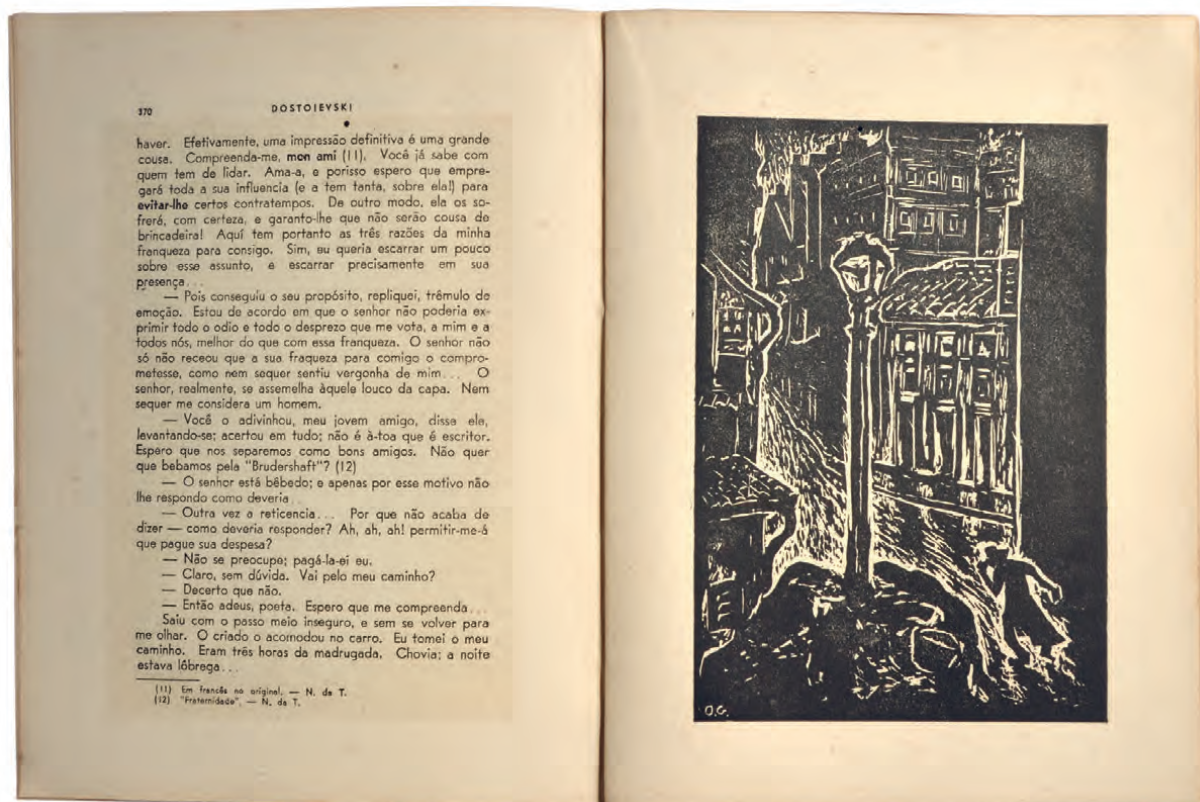 370
DOSTOIEVSKI
haver. Efetivamente, uma impressão definitiva é uma grande
cousa. Compreenda-me, mon ami (11). Você já sabe com
quem tem de lidar. Ama-a, e porisso espero que empre-
gará toda a sua influencia (e a tem tanta, sobre ela!) para
evitar-lhe certos contratempos. De outro modo, ela os so-
frerá, com certeza, e garanto-lhe que não serão cousa de
brincadeira! Aquí tem portanto as três razões da minha
franqueza para consigo. Sim, eu queria escarrar um pouco
sobre esse assunto, e escarrar precisamente em sua
presença...
— Pois conseguiu o seu propósito, repliquei, trêmulo de
emoção. Estou de acordo em que o senhor não poderia ex-
primir todo o odio e todo o desprezo que me vota, a mim e a
todos nós, melhor do que com essa franqueza. O senhor não
só não receou que a sua fraqueza para comigo o compro-
metesse, como nem sequer sentiu vergonha de mim... O
senhor, realmente, se assemelha àquele louco da capa. Nem
sequer me considera um homem.
— Você o adivinhou, meu jovem amigo, disse ele,
levantando-se; acertou em tudo; não é à-toa que é escritor.
Espero que nos separemos como bons amigos. Não quer
que bebamos pela "Brudershaft"? (12)
— O senhor está bêbedo; e apenas por esse motivo não
lhe respondo como deveria
— Outra vez a reticencia... Por que não acaba de
dizer — como deveria responder? Ah, ah, ah! permitir-me-á
que pague sua despesa?
— Não se preocupe; pagá-la-ei eu.
— Claro, sem dúvida. Vai pelo meu caminho?
— Decerto que não.
— Então adeus, poeta. Espero que me compreenda...
Saiu com o passo meio inseguro, e sem se volver para
me olhar. O criado o acomodou no carro. Eu tomei o meu
caminho. Eram três horas da madrugada. Chovia; a noite
estava lôbrega...
(11) Em francês no original. — N. da T.
(12) "Fraternidade". — N. da T.
O.G.